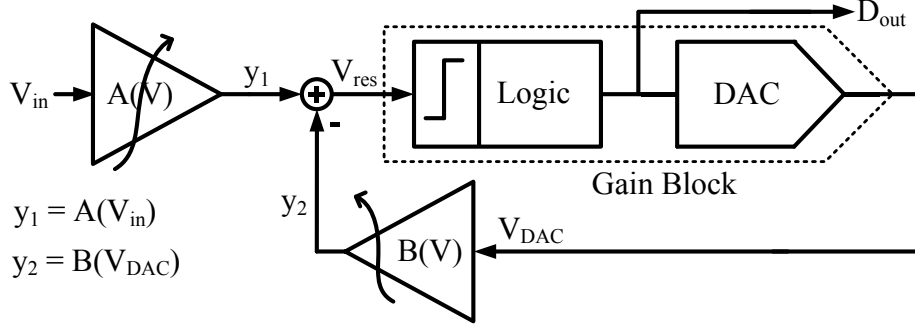 D_out
V_in
A(V)
y_1
V_res
Logic
DAC
-
Gain Block
y_1 = A(V_in)
y_2
y_2 = B(V_DAC)
B(V)
V_DAC